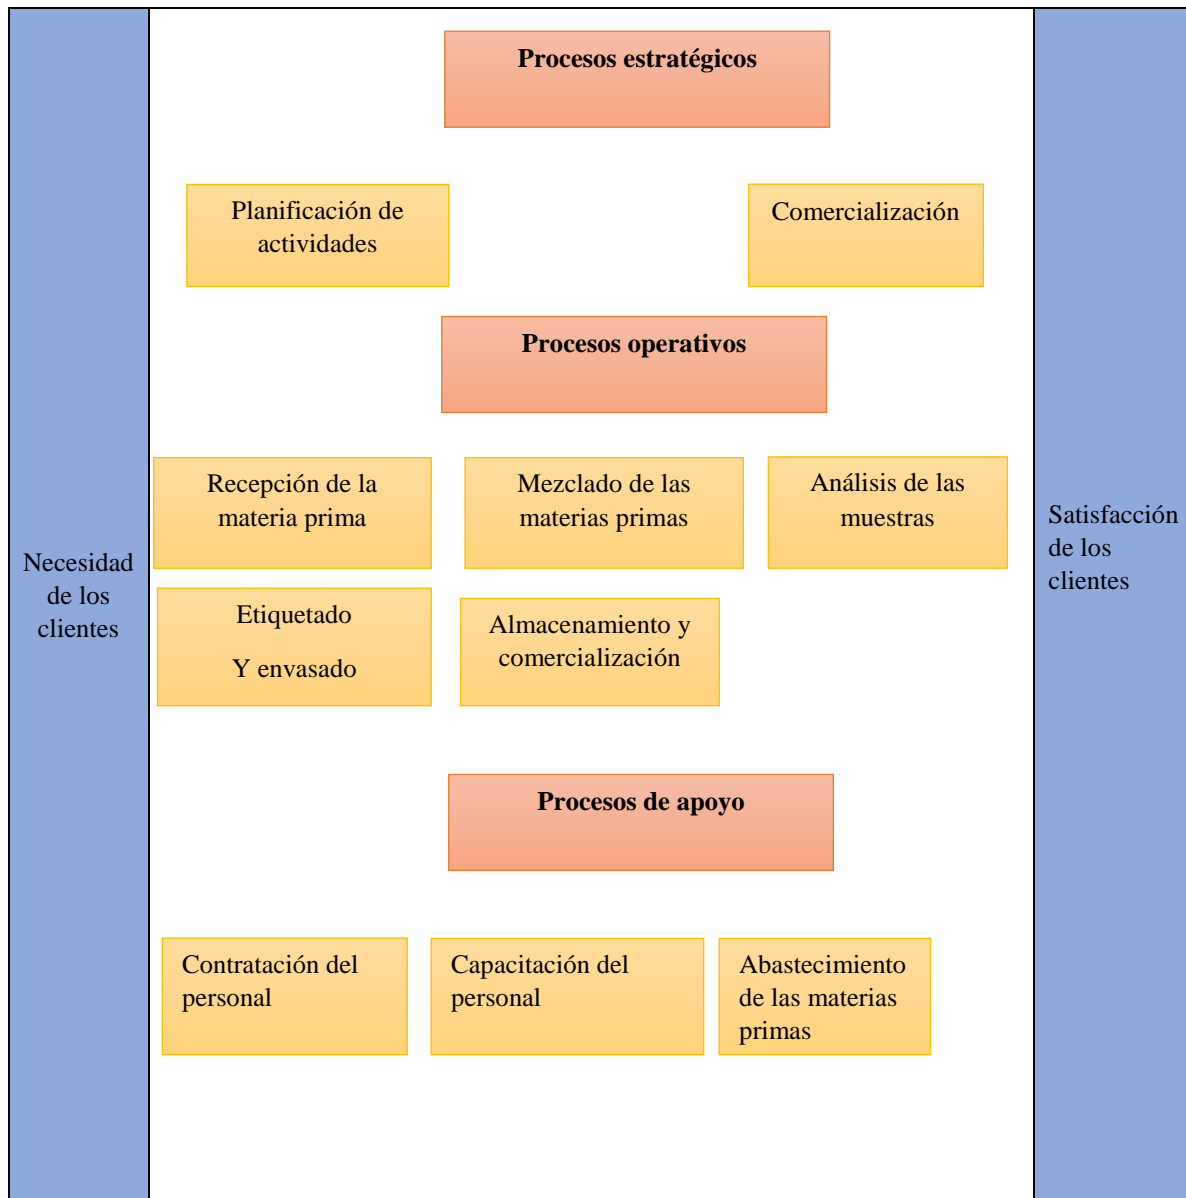 Procesos estratégicos
Planificación de
actividades
Comercialización
Procesos operativos
Recepción de la
materia prima
Mezclado de las
materias primas
Análisis de las
muestras
Necesidad
de los
clientes
Satisfacción
de los
clientes
Etiquetado
Y envasado
Almacenamiento y
comercialización
Procesos de apoyo
Contratación del
personal
Capacitación del
personal
Abastecimiento
de las materias
primas